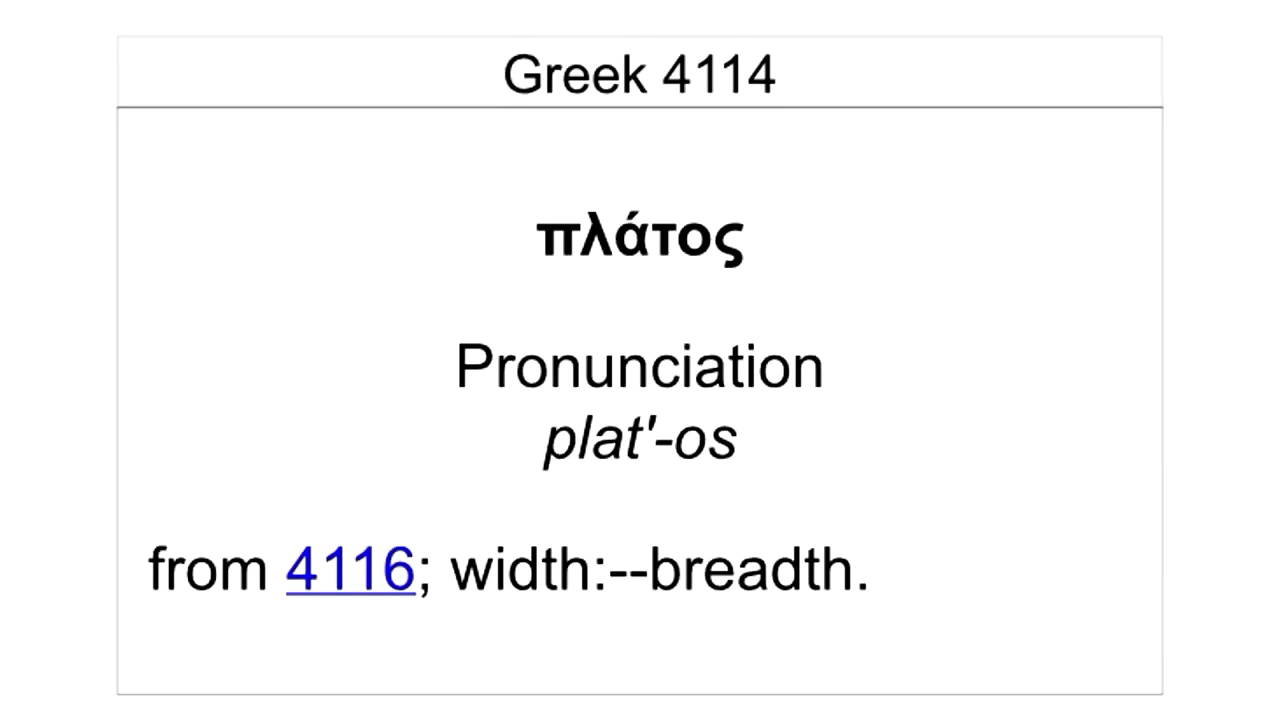 Greek 4114
πλάτος
Pronunciation
plat'-os
from 4116; width:--breadth.